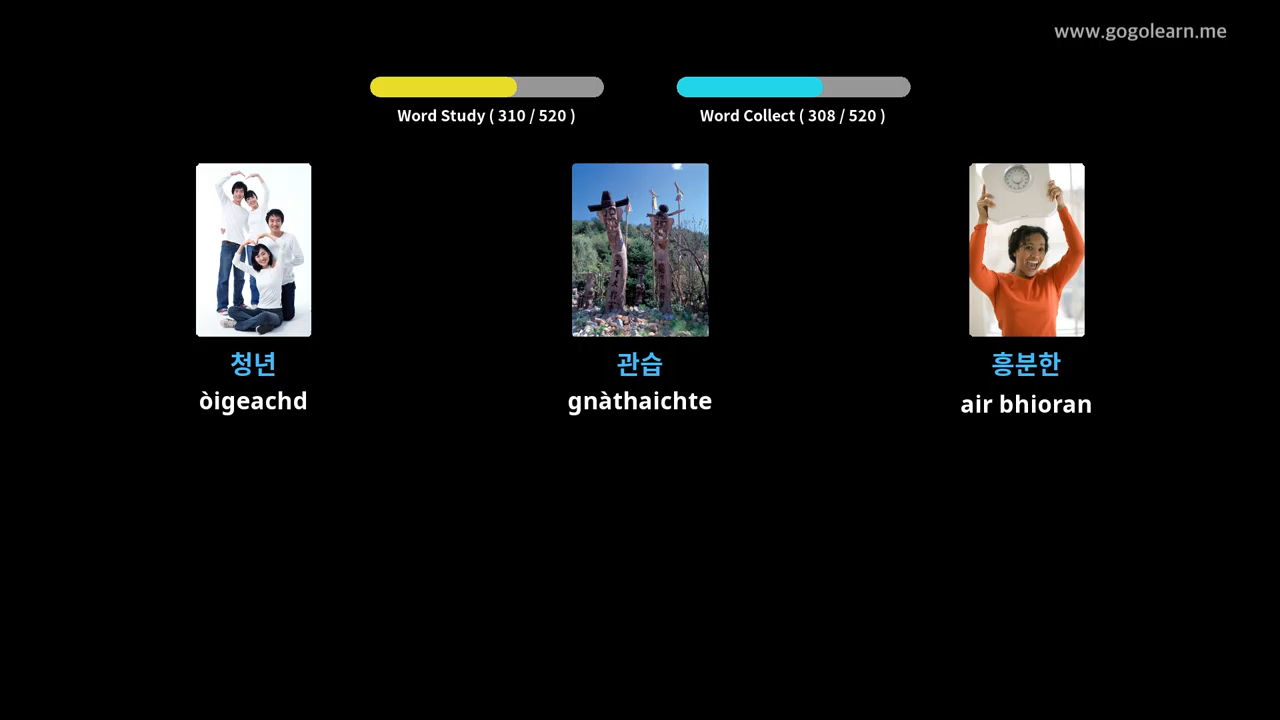 www.gogolearn.me
Word Study ( 310 / 520 )
Word Collect ( 308 / 520 )
청년
관습
흥분한
òigeachd
gnàthaichte
air bhioran